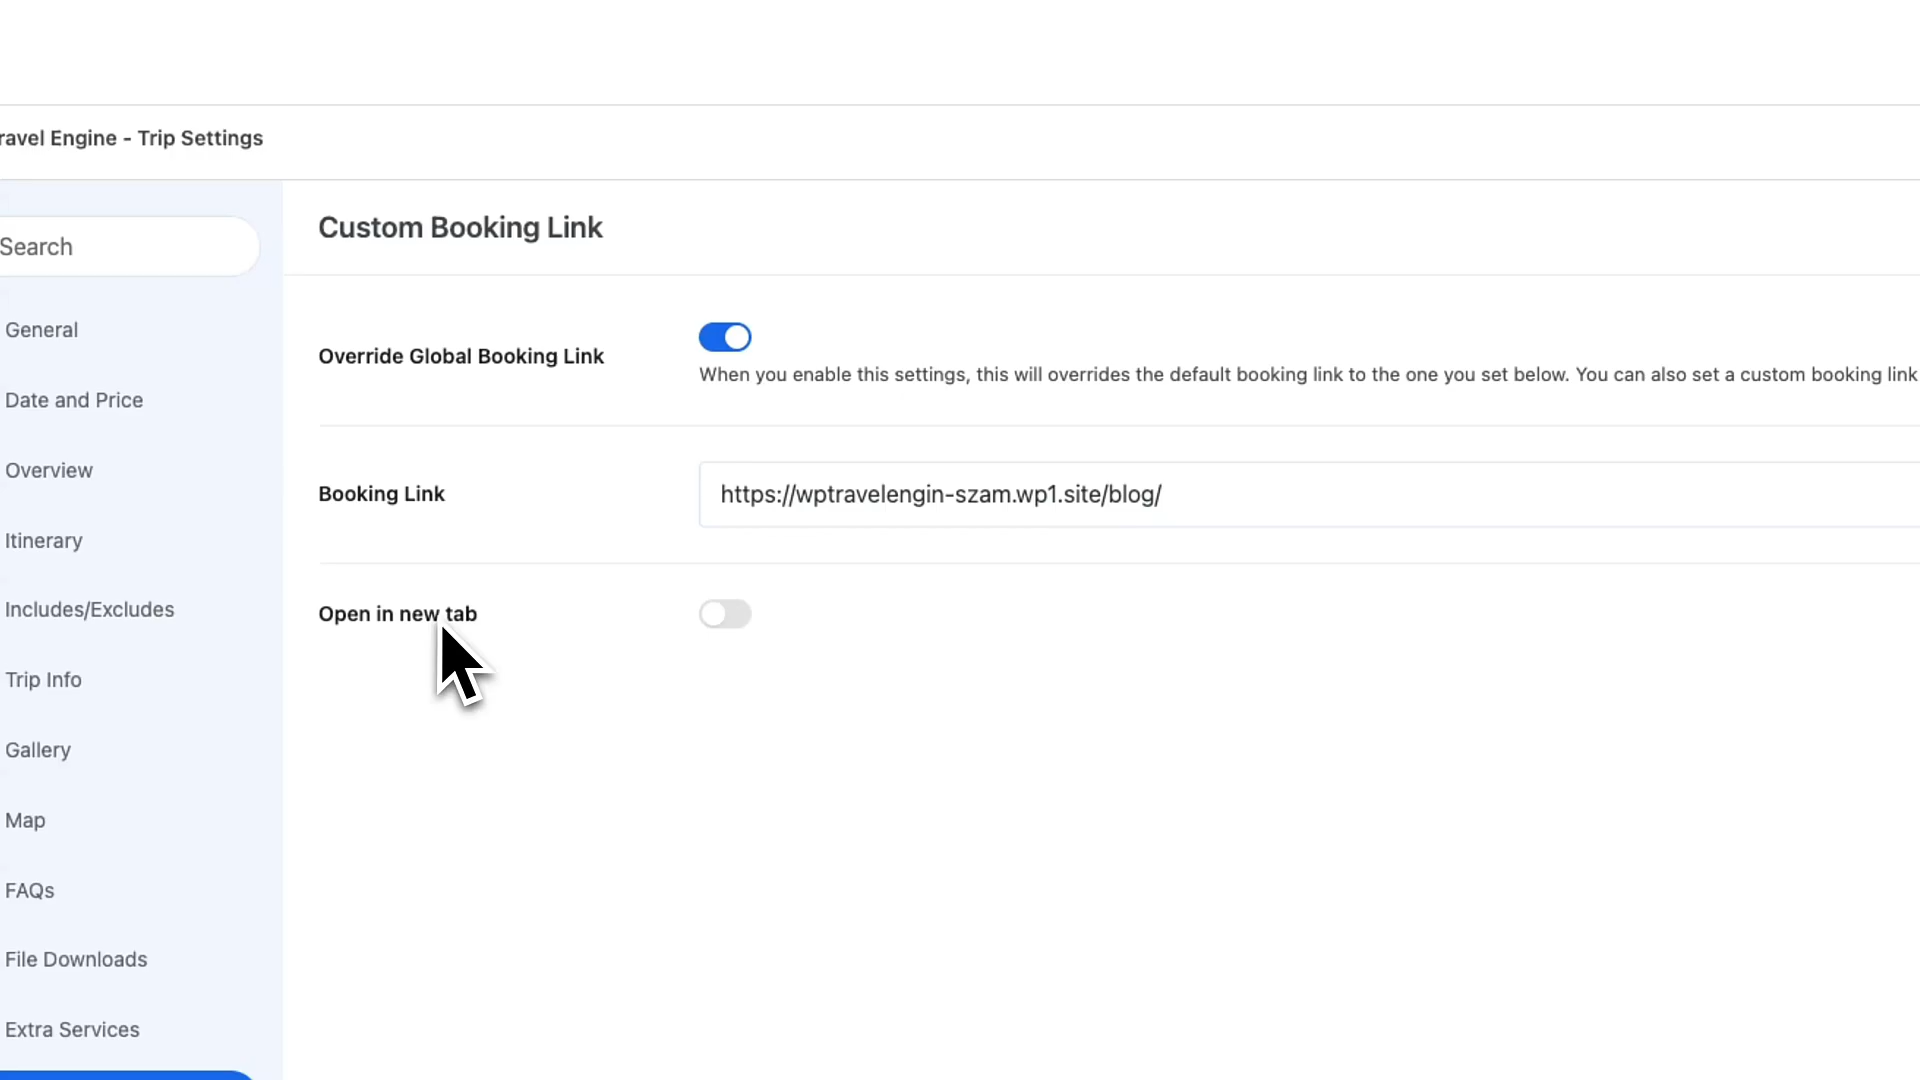 ravel Engine - Trip Settings
Search
General
Date and Price
Overview
Itinerary
Includes/Excludes
Trip Info
Gallery
Map
FAQs
File Downloads
Extra Services
Custom Booking Link
Override Global Booking Link
When you enable this settings, this will overrides the default booking link to the one you set below. You can also set a custom booking link
Booking Link
https://wptravelengin-szam.wp1.site/blog/
Open in new tab